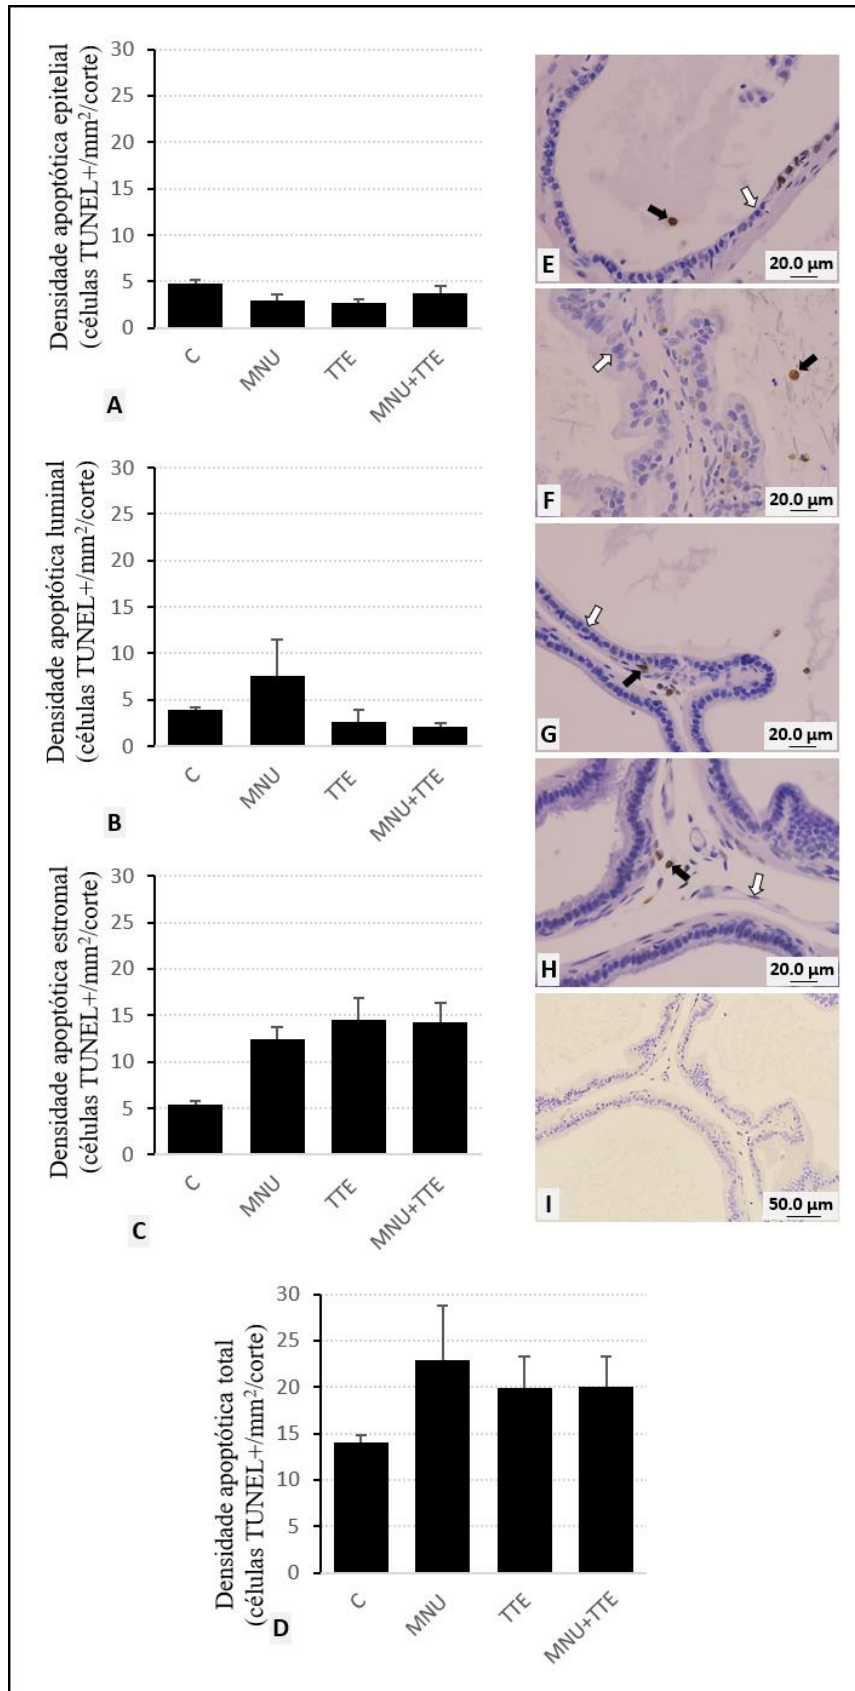 Densidade apoptótica epitelial
(células TUNEL+/mm²/corte)
30
25
20
15
10
5
0
C
MNU
TTE
MNU+TTE
A
Densidade apoptótica luminal
(células TUNEL+/mm²/corte)
30
25
20
15
10
5
0
C
MNU
TTE
MNU+TTE
B
Densidade apoptótica estromal
(células TUNEL+/mm²/corte)
30
25
20
15
10
5
0
C
MNU
TTE
MNU+TTE
C
E
20.0 µm
F
20.0 µm
G
20.0 µm
H
20.0 µm
I
50.0 µm
Densidade apoptótica total
(células TUNEL+/mm²/corte)
30
25
20
15
10
5
0
C
MNU
TTE
MNU+TTE
D